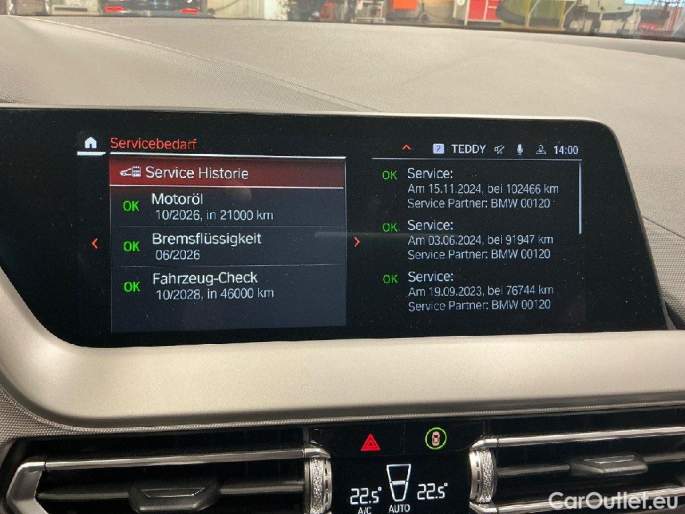 Servicebedarf
7 TEDDY 14:00
Service Historie
OK Motoröl
10/2026, in 21000 km
OK Bremsflüssigkeit
06/2026
OK Fahrzeug-Check
10/2028, in 46000 km
OK Service:
Am 15.11.2024, bei 102466 km
Service Partner: BMW 00120
OK Service:
Am 03.06.2024, bei 91947 km
Service Partner: BMW 00120
OK Service:
Am 19.09.2023, bei 76744 km
Service Partner: BMW 00120
22.5° 22.5°
A/C AUTO
CarOutlet.eu